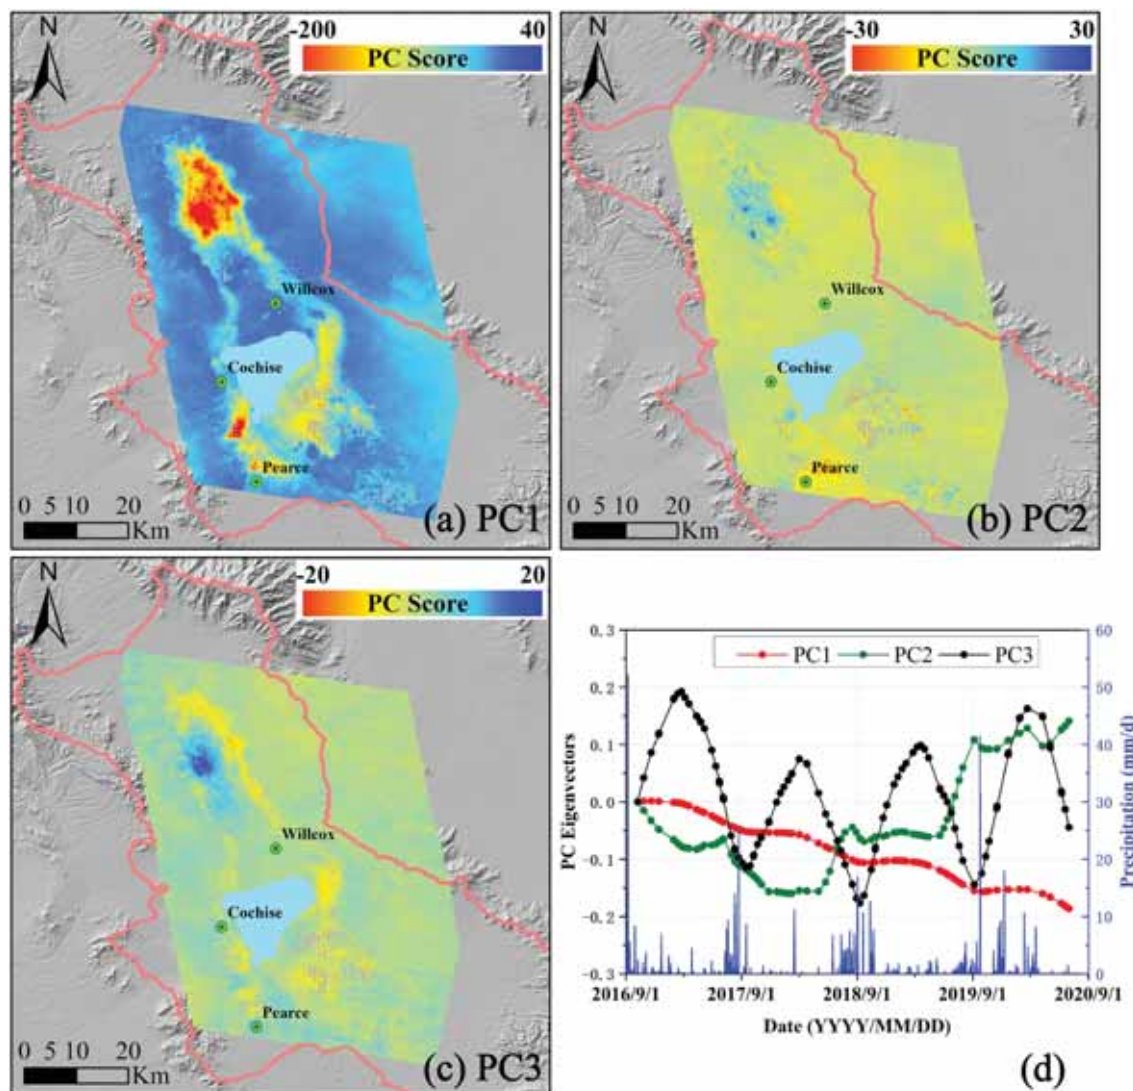 N
-200 40
PC Score
Willcox
Cochise
Pearce
0 5 10 20
Km
(a) PC1
N
-30 30
PC Score
Willcox
Cochise
Pearce
0 5 10 20
Km
(b) PC2
N
-20 20
PC Score
Willcox
Cochise
Pearce
0 5 10 20
Km
(c) PC3
PC1 PC2 PC3
0.3
0.2
0.1
0.0
-0.1
-0.2
-0.3
PC Eigenvectors
60
50
40
30
20
10
0
Precipitation (mm/d)
2016/9/1 2017/9/1 2018/9/1 2019/9/1 2020/9/1
Date (YYYY/MM/DD)
(d)